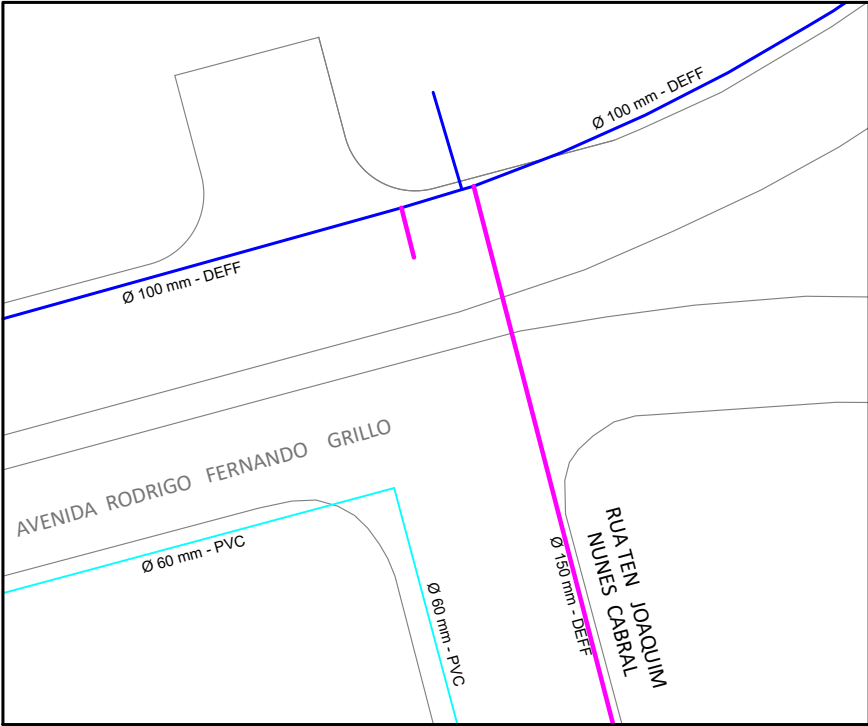 Ø 100 mm - DEFF
Ø 100 mm - DEFF
AVENIDA RODRIGO FERNANDO GRILLO
Ø 60 mm - PVC
Ø 60 mm - PVC
Ø 150 mm - DEFF
RUA TEN JOAQUIM
NUNES CABRAL